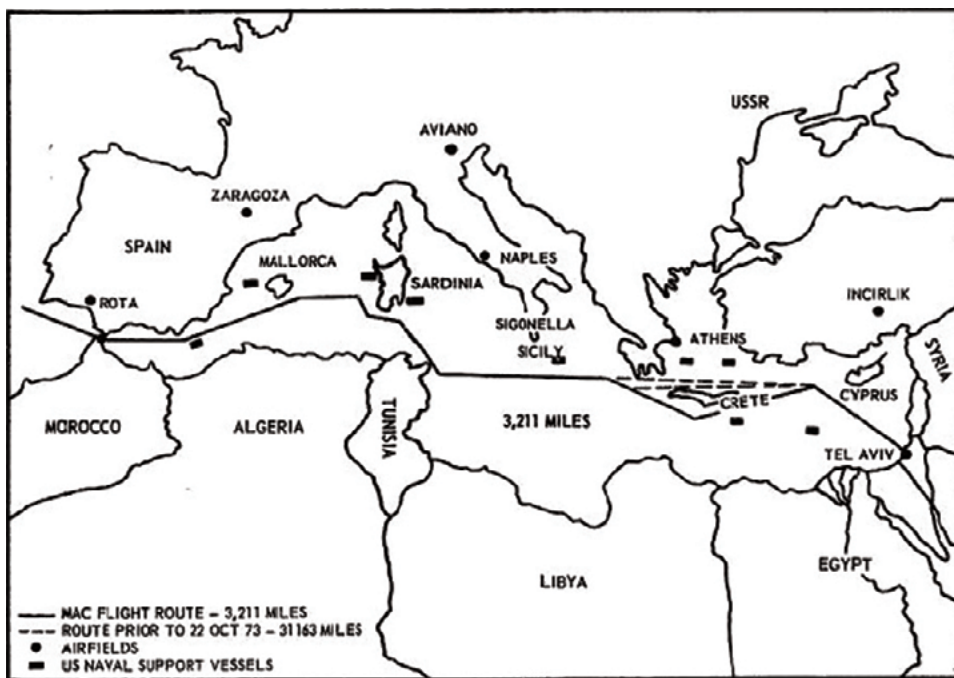 USSR
AVIANO
ZARAGOZA
SPAIN
MALLORCA
NAPLES
SARDINIA
ROTA
INCIRLIK
SIGONELLA
ATHENS
SICILY
SYRIA
CYPRUS
CRETE
MOROCCO
ALGERIA
TUNISIA
3,211 MILES
TEL AVIV
EGYPT
LIBYA
MAC FLIGHT ROUTE - 3,211 MILES
ROUTE PRIOR TO 22 OCT 73 - 31163 MILES
AIRFIELDS
US NAVAL SUPPORT VESSELS